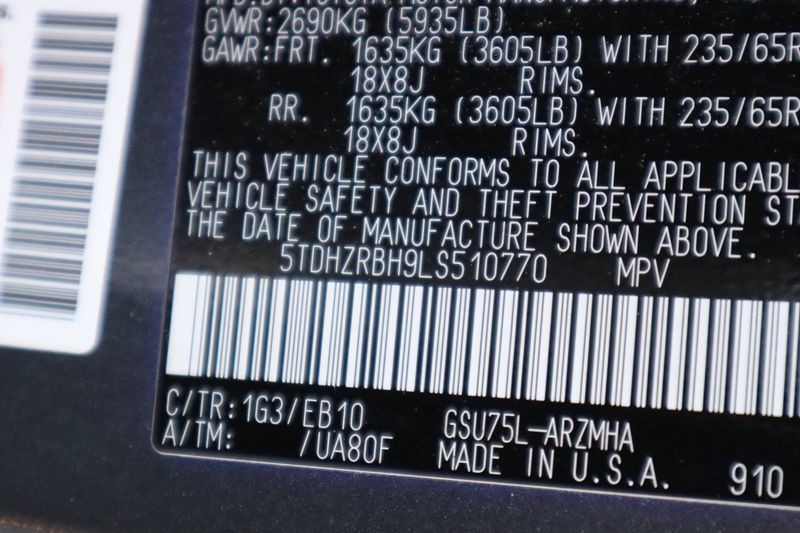 GVWR:2690KG (5935LB)
GAWR:FRT. 1635KG (3605LB) WITH 235/65R
18X8J RIMS.
RR. 1635KG (3605LB) WITH 235/65R
18X8J RIMS.
THIS VEHICLE CONFORMS TO ALL APPLICABL
VEHICLE SAFETY AND THEFT PREVENTION ST
THE DATE OF MANUFACTURE SHOWN ABOVE.
5TDHZRBH9LS510770 MPV
C/TR:1G3/EB10 GSU75L-ARZMHA
A/TM: /UA80F MADE IN U.S.A. 910